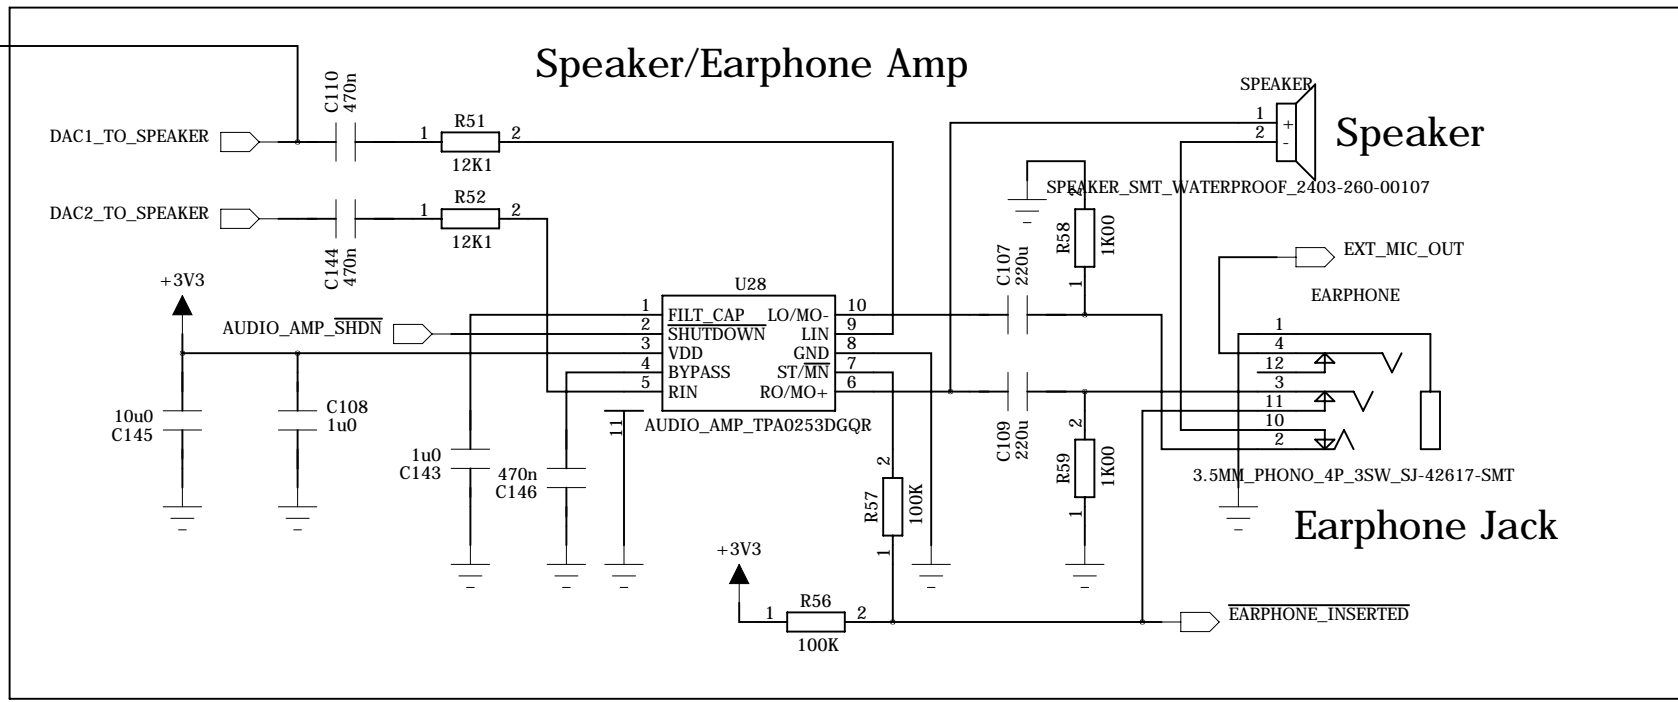 Speaker/Earphone Amp
C110
470n
DAC1_TO_SPEAKER
1
R51
2
12K1
DAC2_TO_SPEAKER
C144
470n
1
R52
2
12K1
SPEAKER
1
2
+
-
Speaker
SPEAKER_SMT_WATERPROOF_2403-260-00107
2
R58
1K00
1
C107
220u
EXT_MIC_OUT
EARPHONE
+3V3
AUDIO_AMP_SHDN
U28
1 FILT_CAP LO/MO- 10
2 SHUTDOWN LIN 9
3 VDD GND 8
4 BYPASS ST/MN 7
5 RIN RO/MO+ 6
11
AUDIO_AMP_TPA0253DGQR
10u0
C145
C108
1u0
1u0
C143
470n
C146
C109
220u
2
R59
1K00
1
1
4
12
3
11
10
2
3.5MM_PHONO_4P_3SW_SJ-42617-SMT
Earphone Jack
2
R57
100K
1
+3V3
1
R56
2
100K
EARPHONE_INSERTED